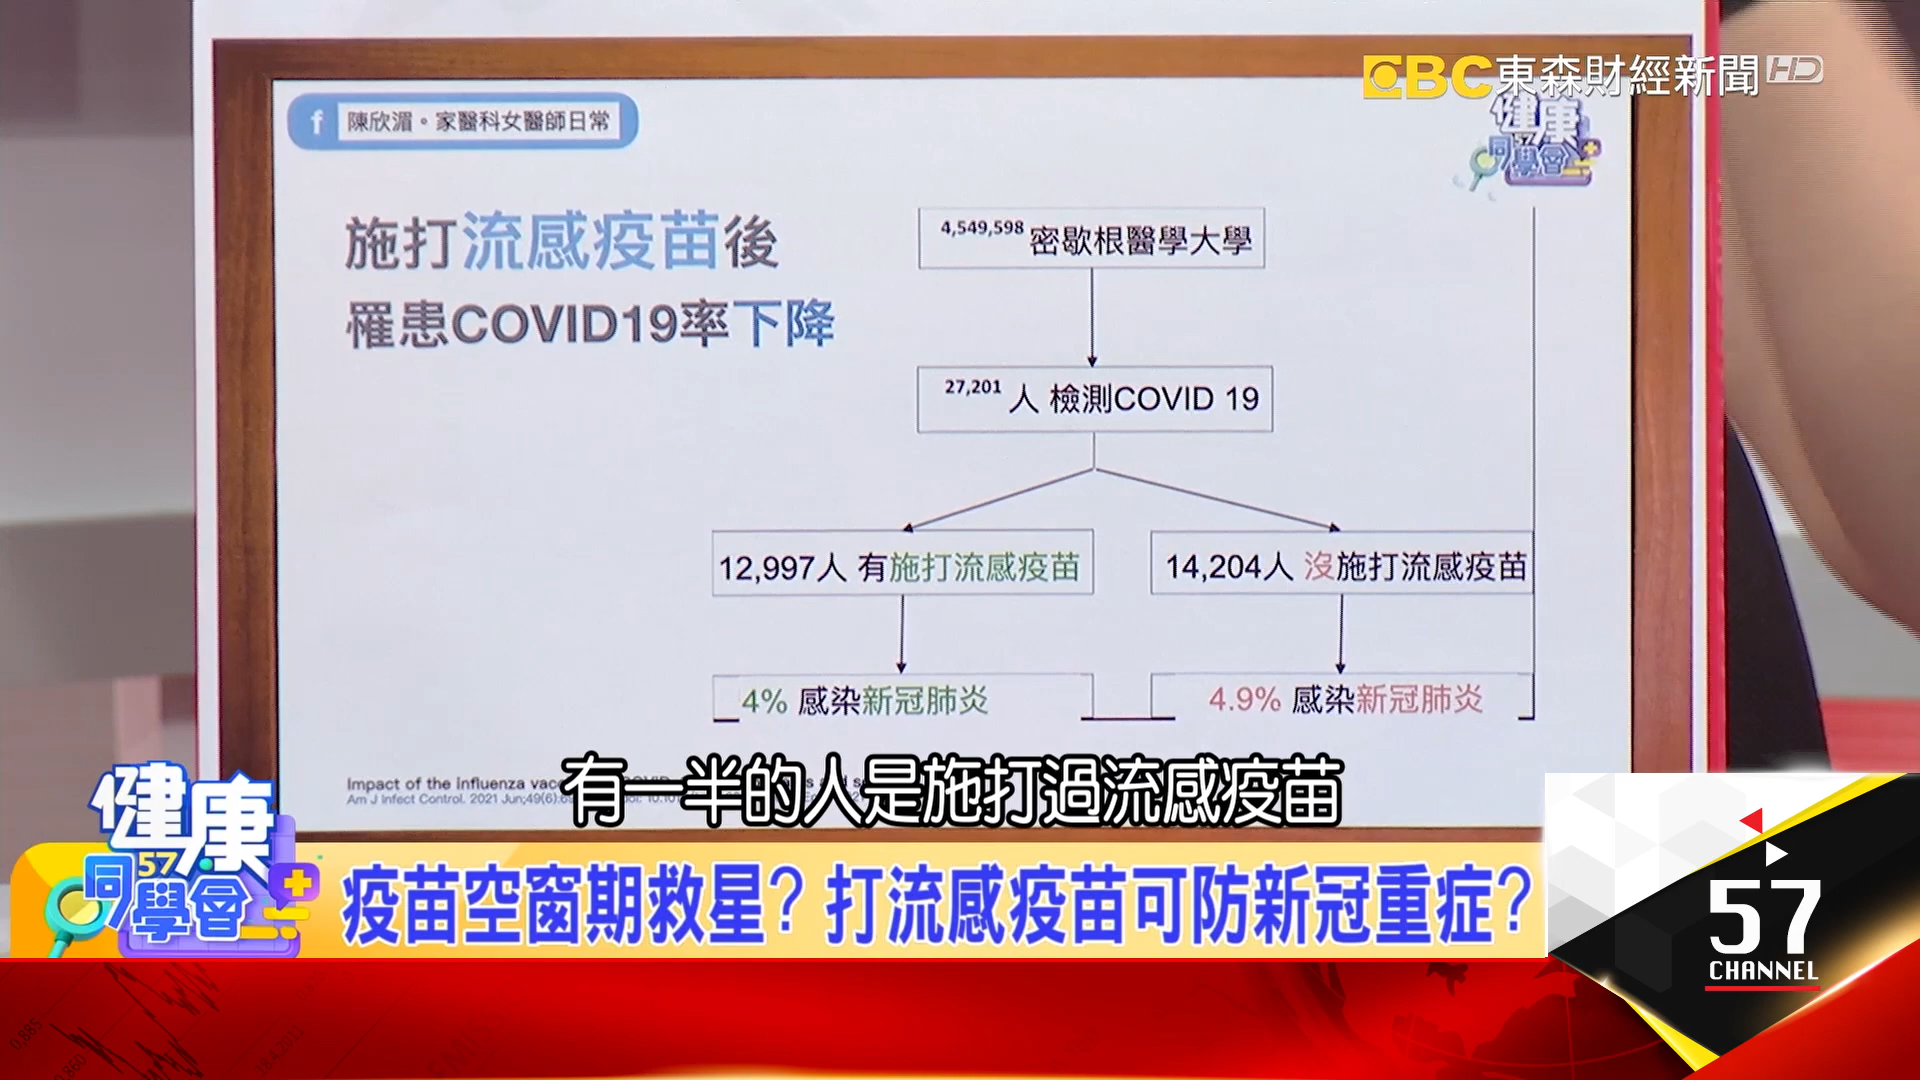 EBC東森財經新聞HD
健康
同學會
f 陳欣湄。家醫科女醫師日常
施打流感疫苗後
罹患COVID19率下降
4,549,598 密歇根醫學大學
27,201 人 檢測COVID 19
12,997人 有施打流感疫苗
14,204人 沒施打流感疫苗
4% 感染新冠肺炎
4.9% 感染新冠肺炎
Impact of the influenza
Am J Infect Control. 2021 Jun;49(6)
有一半的人是施打過流感疫苗
健康
57
同學會
疫苗空窗期救星? 打流感疫苗可防新冠重症?
57
CHANNEL